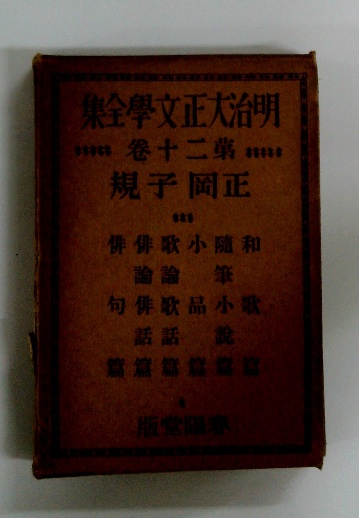 明治大正文學全集
第二十卷
正岡子規
和歌篇
隨筆小說篇
小品篇
歌論歌話篇
俳論俳話篇
俳句篇
春陽堂版